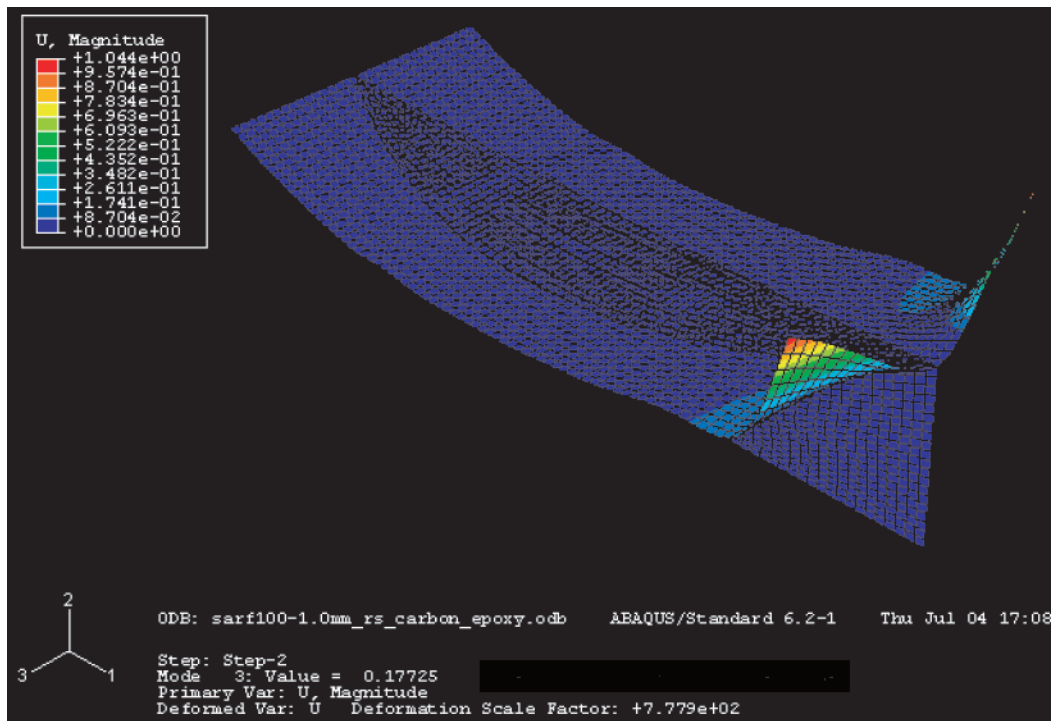 U, Magnitude
+1.044e+00
+9.574e-01
+8.704e-01
+7.834e-01
+6.963e-01
+6.093e-01
+5.222e-01
+4.352e-01
+3.482e-01
+2.611e-01
+1.741e-01
+8.704e-02
+0.000e+00
2
3
1
ODB: sarf100-1.0mm_rs_carbon_epoxy.odb ABAQUS/Standard 6.2-1 Thu Jul 04 17:08
Step: Step-2
Mode 3: Value = 0.17725
Primary Var: U, Magnitude
Deformed Var: U Deformation Scale Factor: +7.779e+02